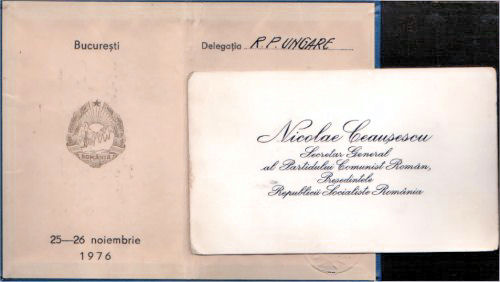 București
Delegația R. P. UNGARE
ROMÂNIA
25—26 noiembrie
1976
Nicolae Ceaușescu
Secretar General
al Partidului Comunist Român,
Președintele
Republicii Socialiste România